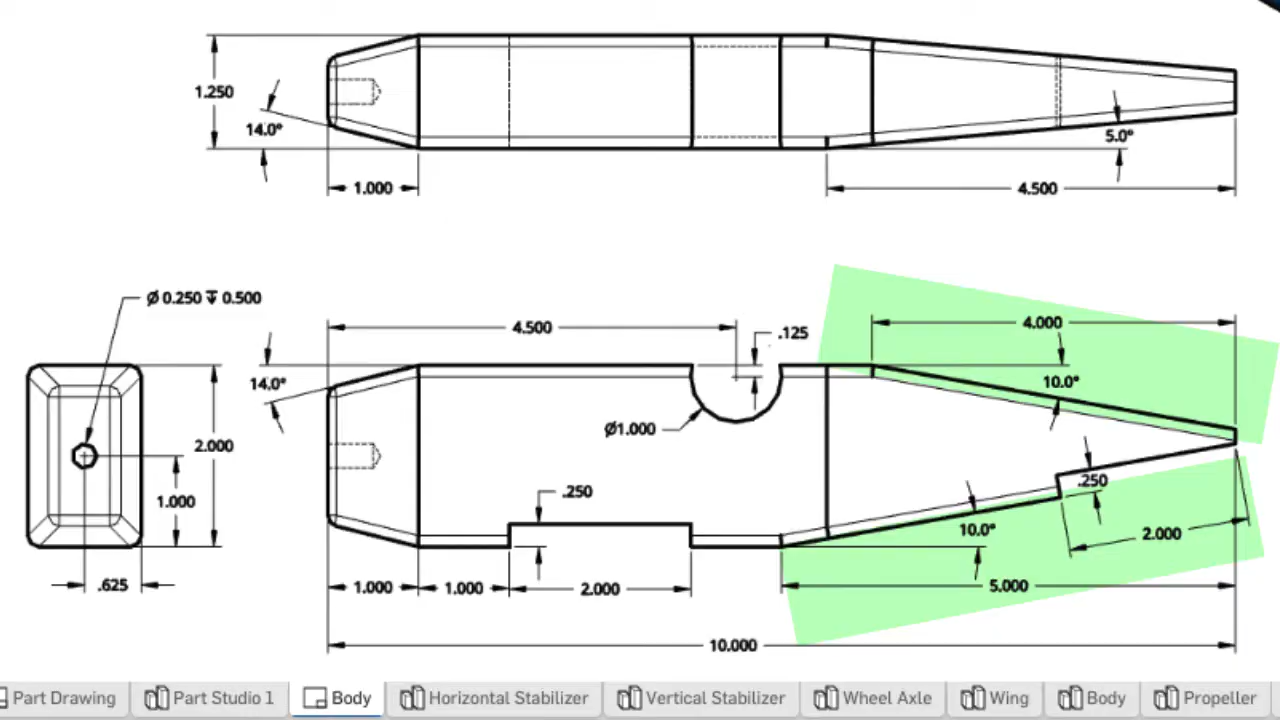 1.250
14.0°
5.0°
1.000
4.500
Ø 0.250 ↧ 0.500
4.500
.125
4.000
14.0°
10.0°
Ø1.000
2.000
1.000
.250
.250
10.0°
2.000
.625
1.000
1.000
2.000
5.000
10.000
Part Drawing
Part Studio 1
Body
Horizontal Stabilizer
Vertical Stabilizer
Wheel Axle
Wing
Body
Propeller